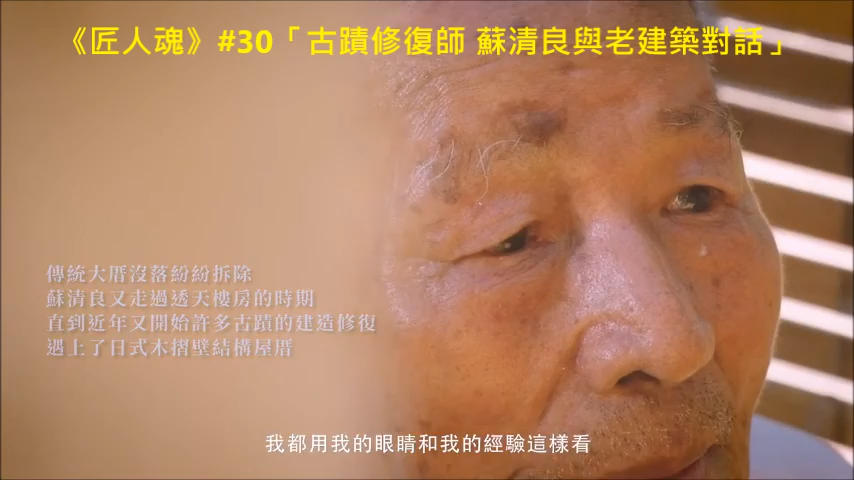 《匠人魂》#30「古蹟修復師 蘇清良與老建築對話」
傳統大厝沒落紛紛拆除
蘇清良又走過透天樓房的時期
直到近年又開始許多古蹟的建造修復
遇上了日式木摺壁結構屋厝
我都用我的眼睛和我的經驗這樣看